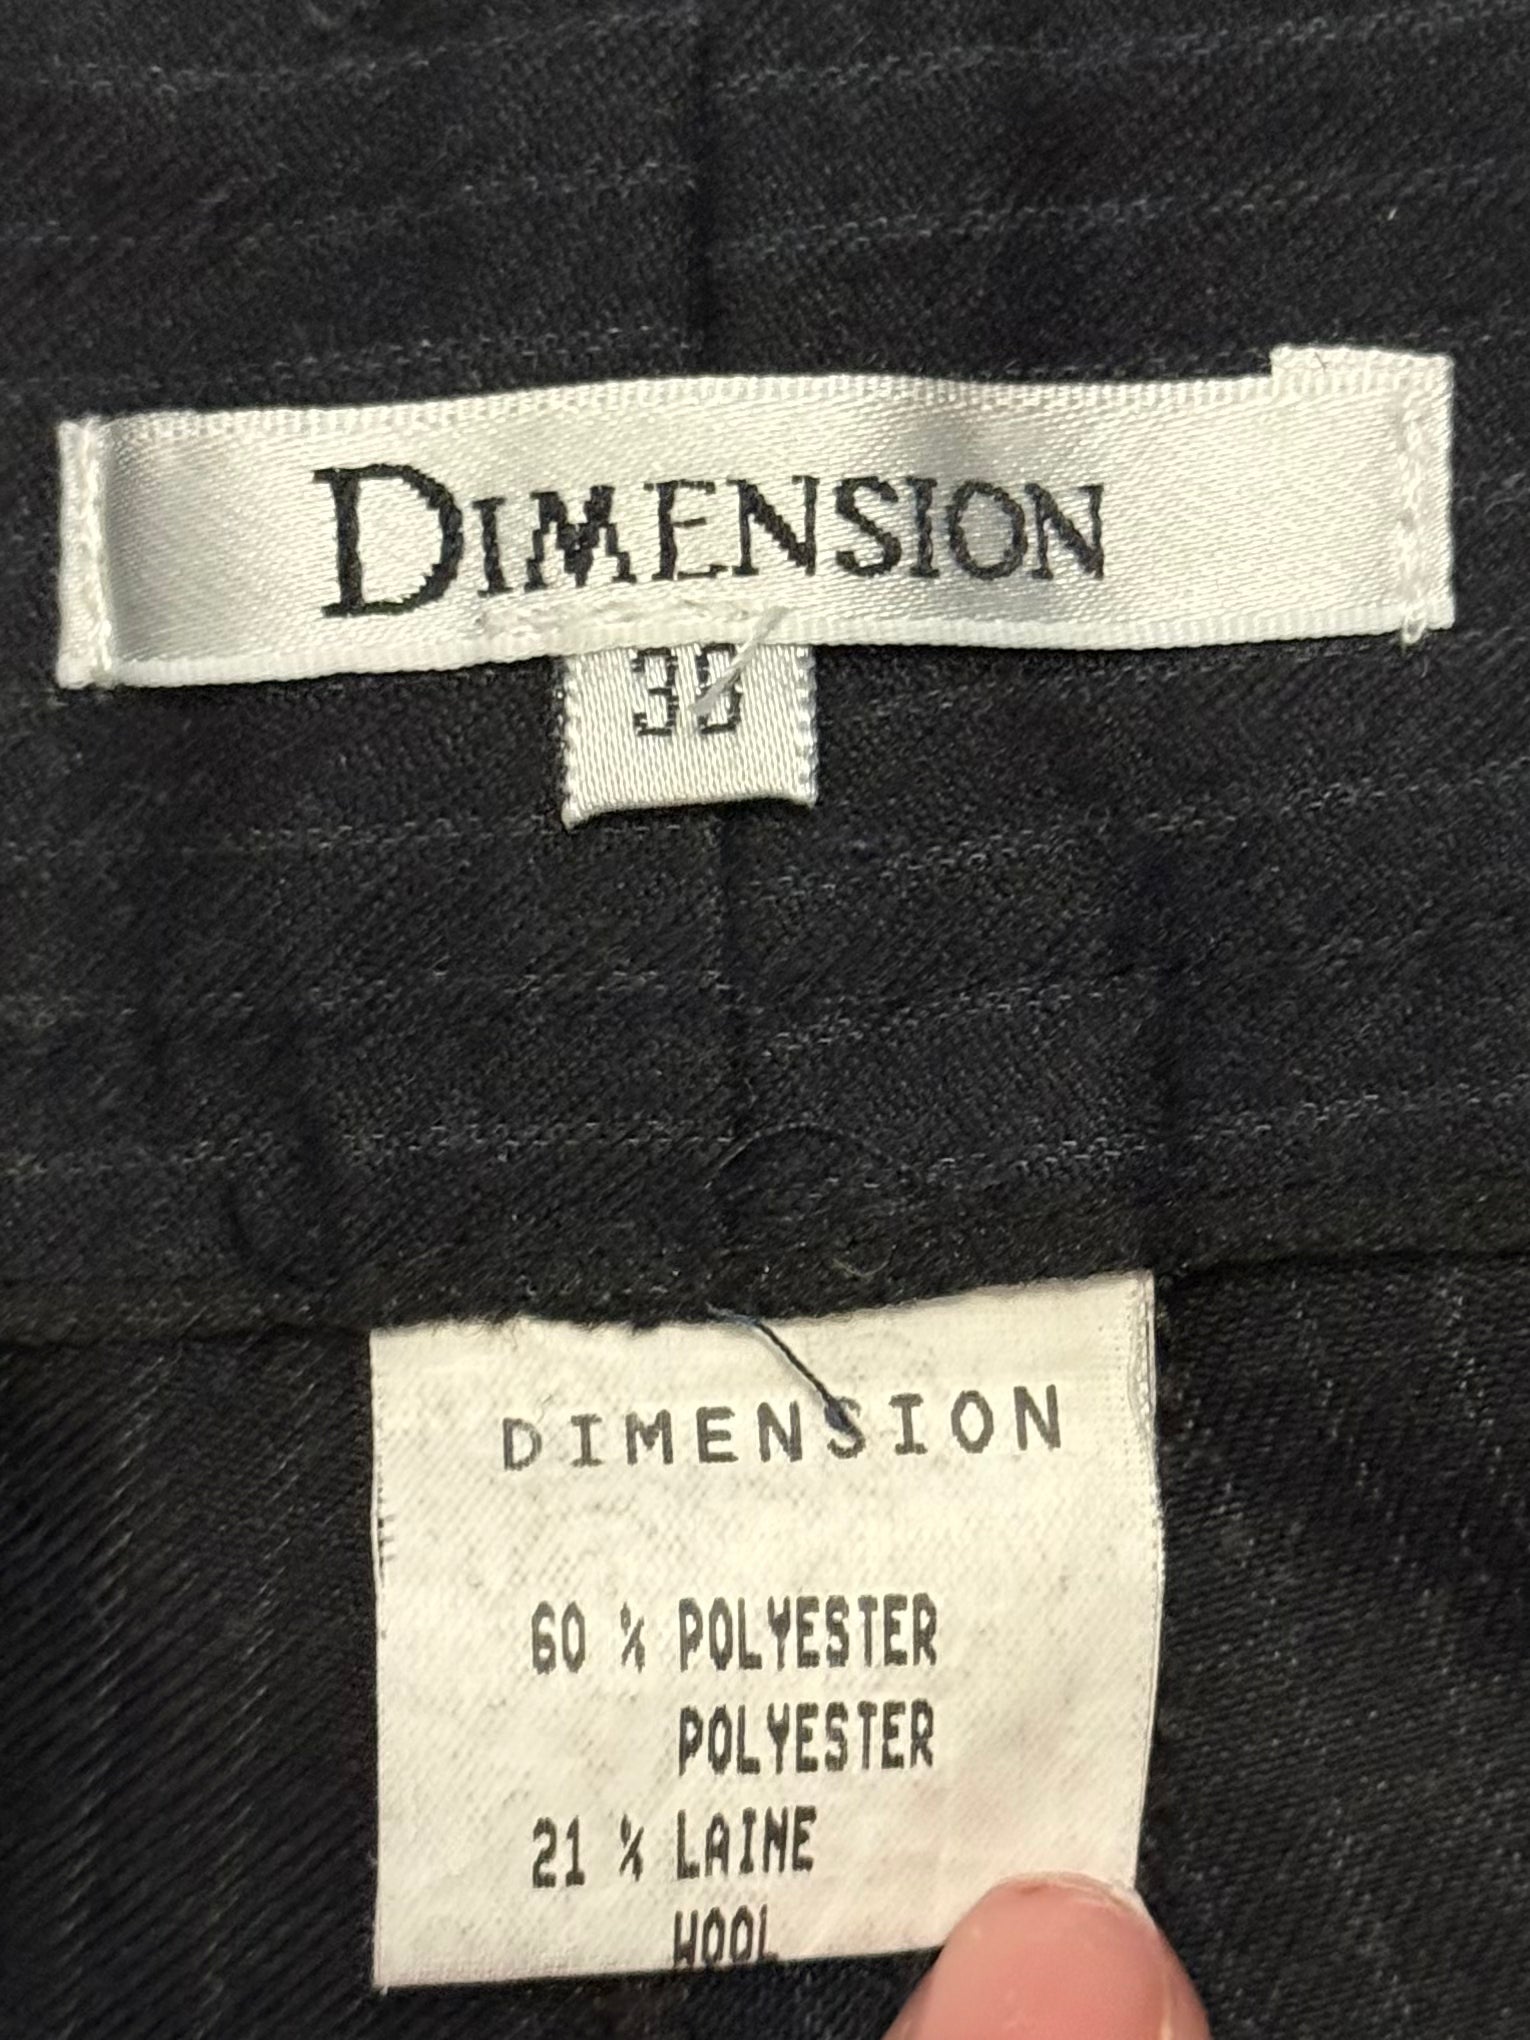 DIMENSION
DIMENSION
60 % POLYESTER
POLYESTER
21 % LAINE
WOOL